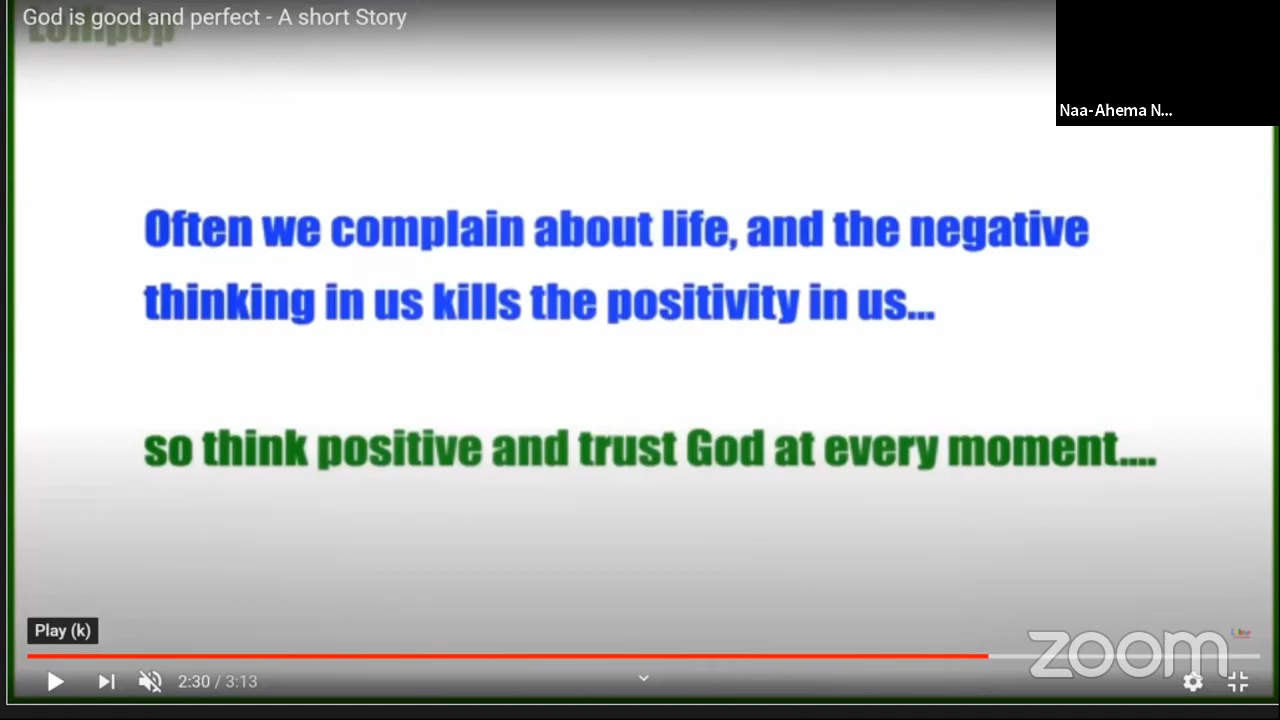 God is good and perfect - A short Story
Lollipop
Naa-Ahema N...
Often we complain about life, and the negative
thinking in us kills the positivity in us...
so think positive and trust God at every moment....
Play (k)
zoom
2:30 / 3:13